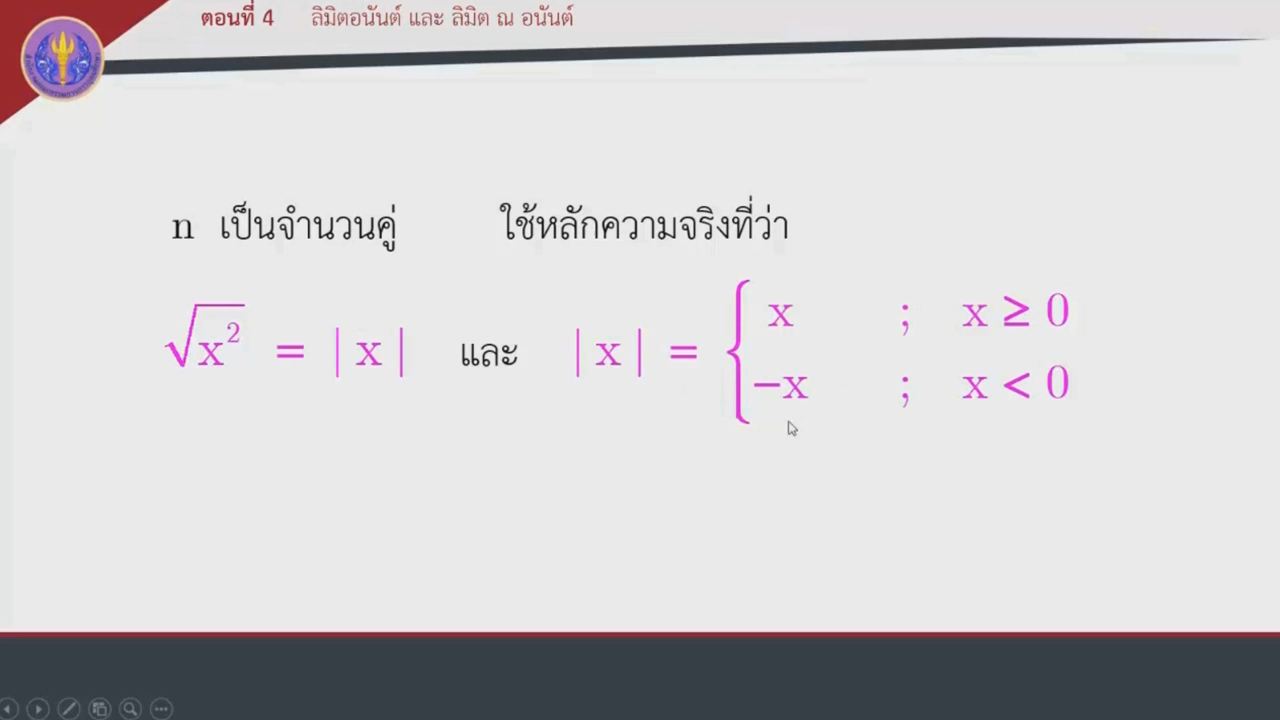 ตอนที่ 4 ลิมิตอนันต์ และ ลิมิต ณ อนันต์
n เป็นจำนวนคู่ ใช้หลักความจริงที่ว่า
√x² = | x | และ | x | = { x ; x ≥ 0
−x ; x < 0